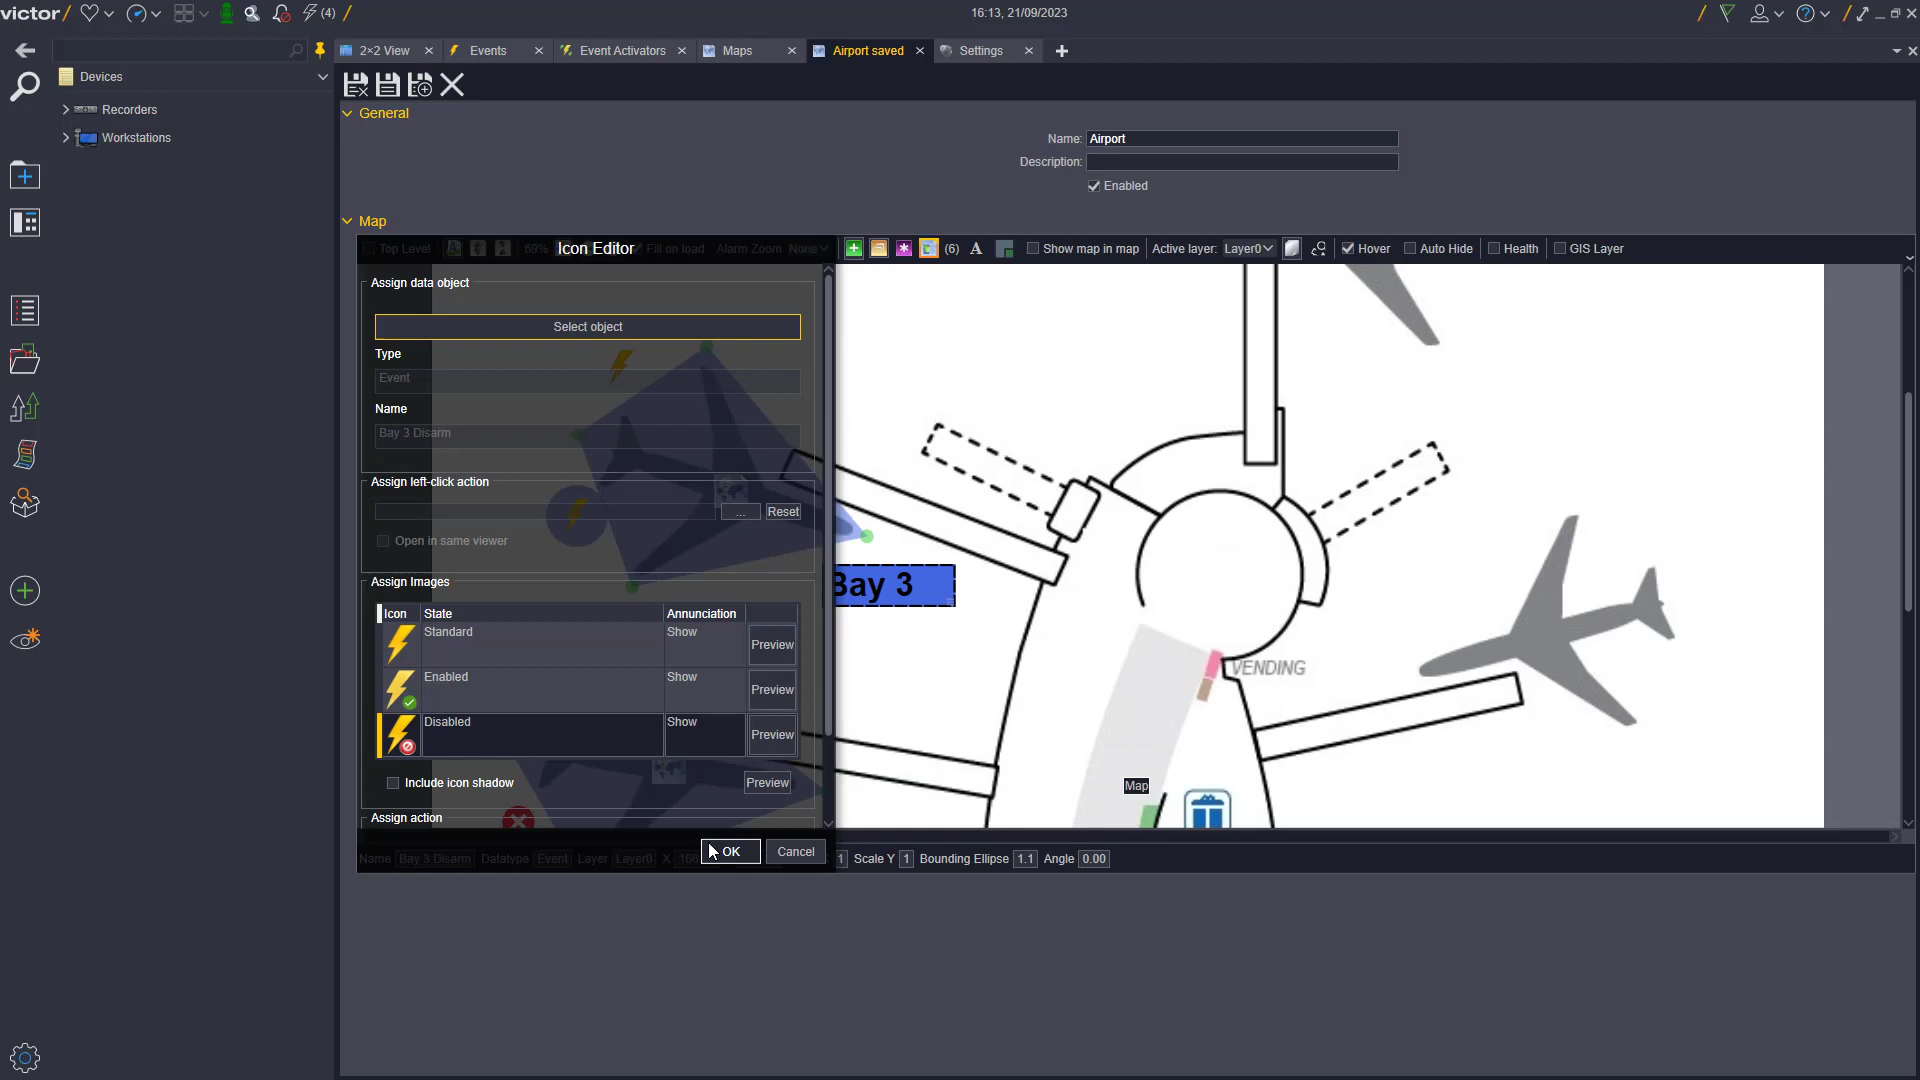 victor
(4)
16:13, 21/09/2023
2×2 View
Events
Event Activators
Maps
Airport saved
Settings
Devices
Recorders
Workstations
General
Name: Airport
Description:
Enabled
Map
Top Level
69%
Icon Editor
Fill on load
Alarm Zoom None
(6)
A
Show map in map
Active layer: Layer0
Hover
Auto Hide
Health
GIS Layer
Assign data object
Select object
Type
Event
Name
Bay 3 Disarm
Assign left-click action
...
Reset
Open in same viewer
Assign Images
Icon State Annunciation
Standard Show Preview
Enabled Show Preview
Disabled Show Preview
Include icon shadow
Preview
Assign action
OK
Cancel
Bay 3
VENDING
Map
Name Bay 3 Disarm Datatype Event Layer Layer0 X
1 Scale Y 1 Bounding Ellipse 1.1 Angle 0.00